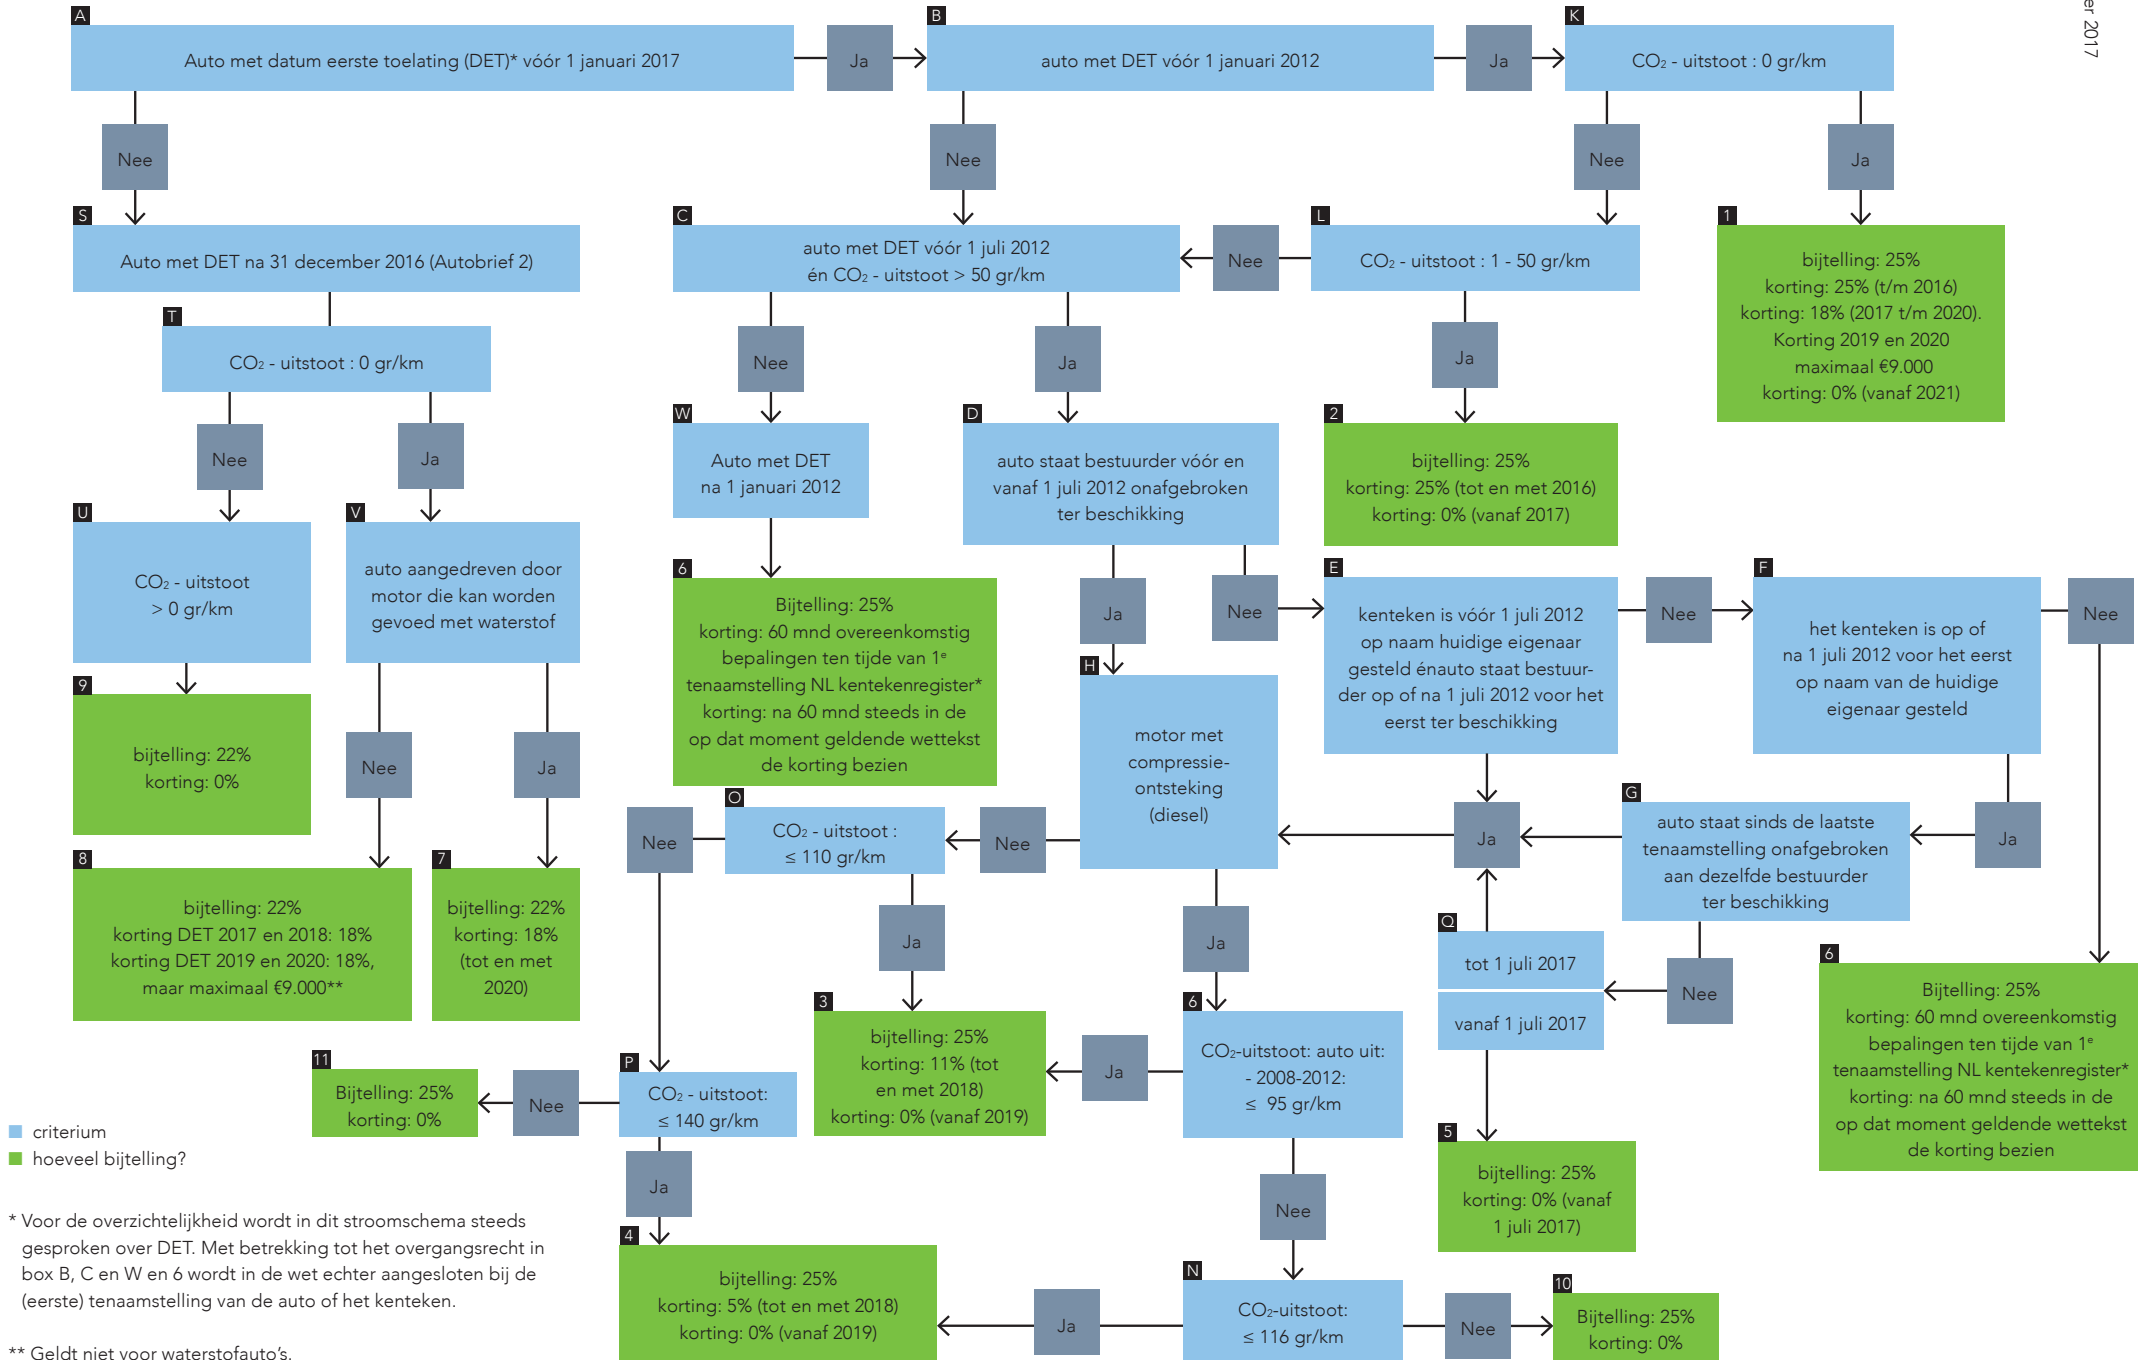 er 2017
A
Auto met datum eerste toelating (DET)* vóór 1 januari 2017
Ja
B
auto met DET vóór 1 januari 2012
Ja
K
CO₂ - uitstoot : 0 gr/km
Nee
Nee
Nee
Ja
S
Auto met DET na 31 december 2016 (Autobrief 2)
C
auto met DET vóór 1 juli 2012
én CO₂ - uitstoot > 50 gr/km
Nee
L
CO₂ - uitstoot : 1 - 50 gr/km
1
bijtelling: 25%
korting: 25% (t/m 2016)
korting: 18% (2017 t/m 2020).
Korting 2019 en 2020
maximaal €9.000
korting: 0% (vanaf 2021)
T
CO₂ - uitstoot : 0 gr/km
Nee
Ja
Ja
Nee
Ja
W
Auto met DET
na 1 januari 2012
D
auto staat bestuurder vóór en
vanaf 1 juli 2012 onafgebroken
ter beschikking
2
bijtelling: 25%
korting: 25% (tot en met 2016)
korting: 0% (vanaf 2017)
U
CO₂ - uitstoot
> 0 gr/km
V
auto aangedreven door
motor die kan worden
gevoed met waterstof
6
Bijtelling: 25%
korting: 60 mnd overeenkomstig
bepalingen ten tijde van 1ᵉ
tenaamstelling NL kentekenregister*
korting: na 60 mnd steeds in de
op dat moment geldende wettekst
de korting bezien
Ja
Nee
E
kenteken is vóór 1 juli 2012
op naam huidige eigenaar
gesteld énauto staat bestuur-
der op of na 1 juli 2012 voor het
eerst ter beschikking
Nee
F
het kenteken is op of
na 1 juli 2012 voor het eerst
op naam van de huidige
eigenaar gesteld
Nee
9
bijtelling: 22%
korting: 0%
Nee
Ja
H
motor met
compressie-
ontsteking
(diesel)
Nee
O
CO₂ - uitstoot :
≤ 110 gr/km
Nee
Ja
G
auto staat sinds de laatste
tenaamstelling onafgebroken
aan dezelfde bestuurder
ter beschikking
Ja
8
bijtelling: 22%
korting DET 2017 en 2018: 18%
korting DET 2019 en 2020: 18%,
maar maximaal €9.000**
7
bijtelling: 22%
korting: 18%
(tot en met
2020)
Ja
Ja
Q
tot 1 juli 2017
vanaf 1 juli 2017
Nee
6
Bijtelling: 25%
korting: 60 mnd overeenkomstig
bepalingen ten tijde van 1ᵉ
tenaamstelling NL kentekenregister*
korting: na 60 mnd steeds in de
op dat moment geldende wettekst
de korting bezien
11
Bijtelling: 25%
korting: 0%
Nee
P
CO₂ - uitstoot:
≤ 140 gr/km
3
bijtelling: 25%
korting: 11% (tot
en met 2018)
korting: 0% (vanaf 2019)
Ja
6
CO₂-uitstoot: auto uit:
- 2008-2012:
≤ 95 gr/km
5
bijtelling: 25%
korting: 0% (vanaf
1 juli 2017)
Ja
Nee
4
bijtelling: 25%
korting: 5% (tot en met 2018)
korting: 0% (vanaf 2019)
Ja
N
CO₂-uitstoot:
≤ 116 gr/km
Nee
10
Bijtelling: 25%
korting: 0%
criterium
hoeveel bijtelling?
* Voor de overzichtelijkheid wordt in dit stroomschema steeds
gesproken over DET. Met betrekking tot het overgangsrecht in
box B, C en W en 6 wordt in de wet echter aangesloten bij de
(eerste) tenaamstelling van de auto of het kenteken.
** Geldt niet voor waterstofauto's.